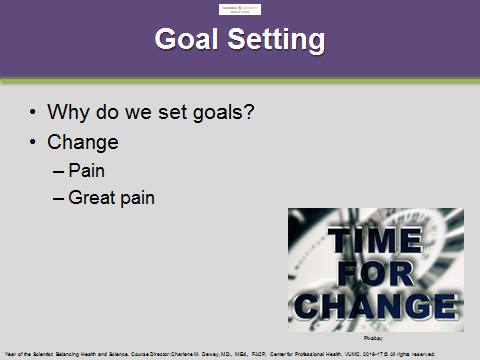 Goal Setting
• Why do we set goals?
• Change
– Pain
– Great pain
TIME
FOR
CHANGE
Pixabay
Year of the Scientist: Balancing Health and Science. Course Director: Charlene M. Dewey, M.D., M.Ed., FACP, Center for Professional Health, VUMC, 2016-17 © All rights reserved.